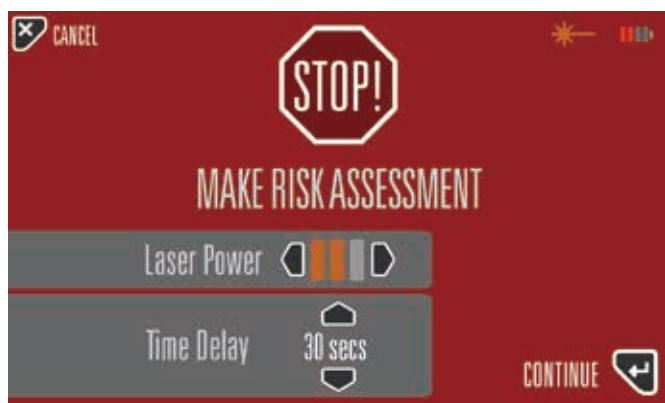 CANCEL
STOP!
MAKE RISK ASSESSMENT
Laser Power
Time Delay
30 secs
CONTINUE